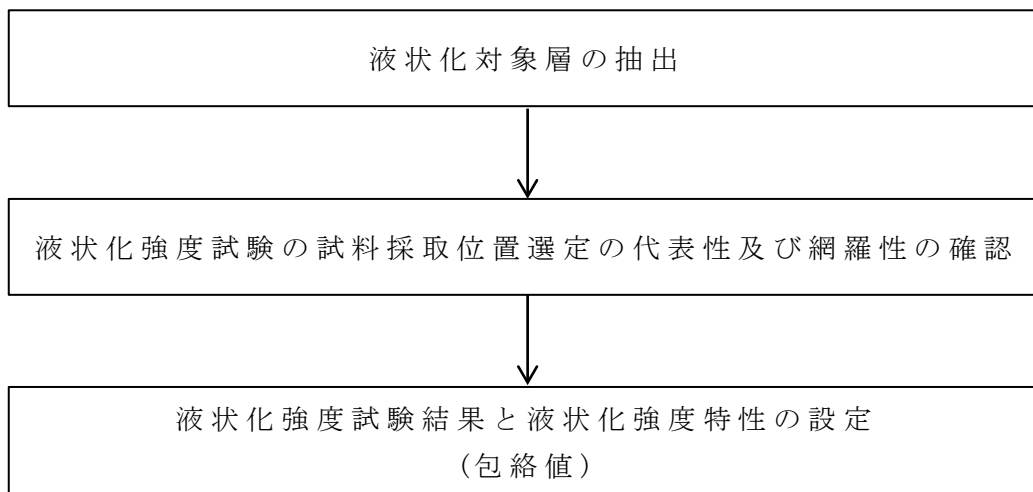 液状化対象層の抽出
液状化強度試験の試料採取位置選定の代表性及び網羅性の確認
液状化強度試験結果と液状化強度特性の設定
（包絡値）